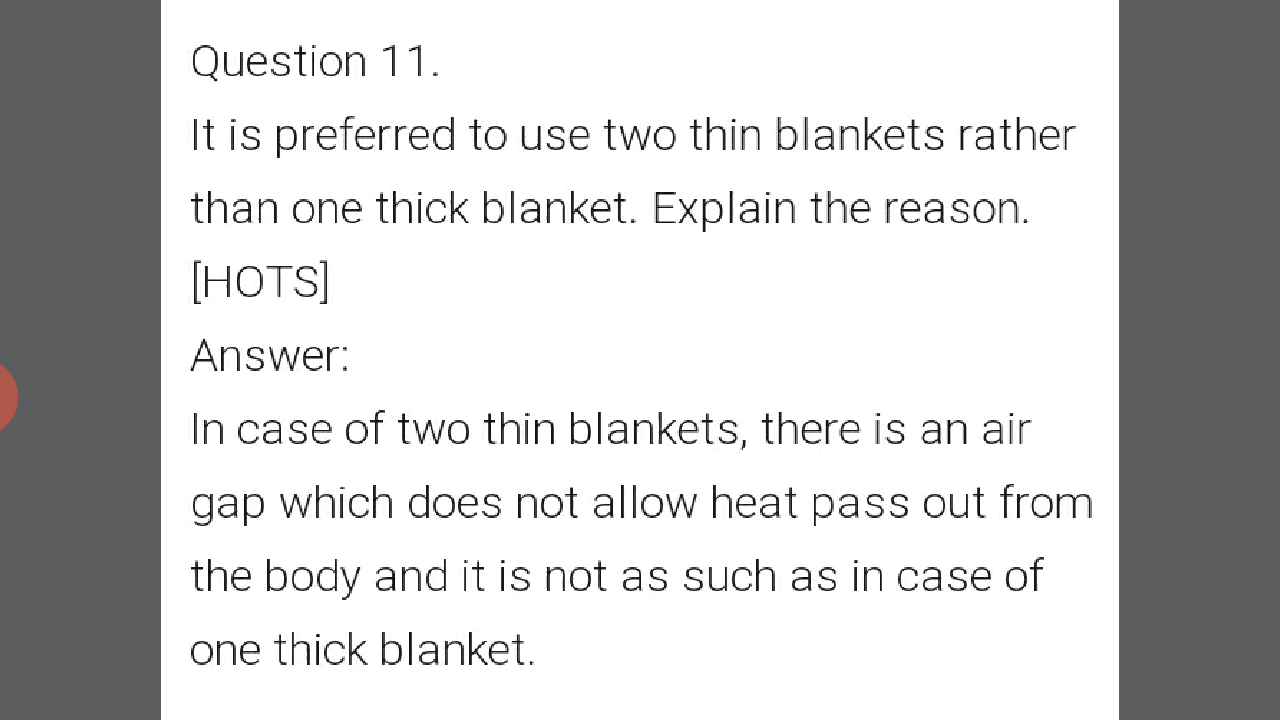 Question 11.
It is preferred to use two thin blankets rather
than one thick blanket. Explain the reason.
[HOTS]
Answer:
In case of two thin blankets, there is an air
gap which does not allow heat pass out from
the body and it is not as such as in case of
one thick blanket.